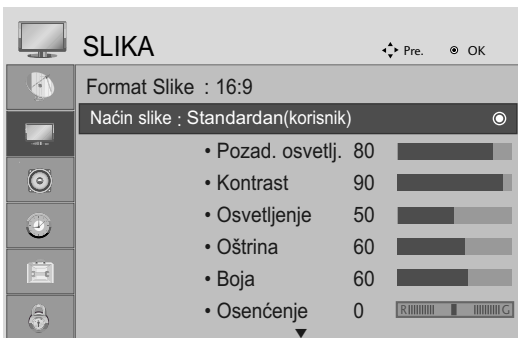 SLIKA Pre. OK
Format Slike : 16:9
Naćin slike : Standardan(korisnik)
• Pozad. osvetlj. 80
• Kontrast 90
• Osvetljenje 50
• Oštrina 60
• Boja 60
• Osenćenje 0 R G